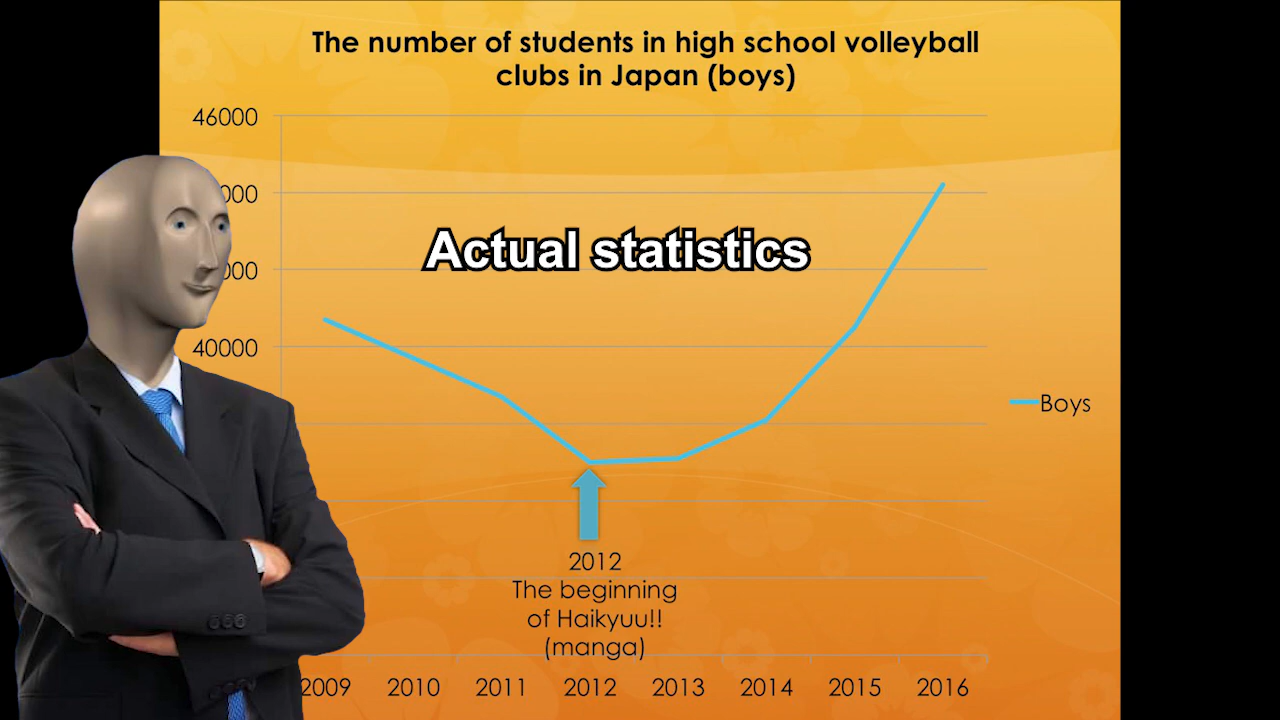 The number of students in high school volleyball
clubs in Japan (boys)
46000
Actual statistics
40000
Boys
2012
The beginning
of Haikyuu!!
(manga)
2009 2010 2011 2012 2013 2014 2015 2016